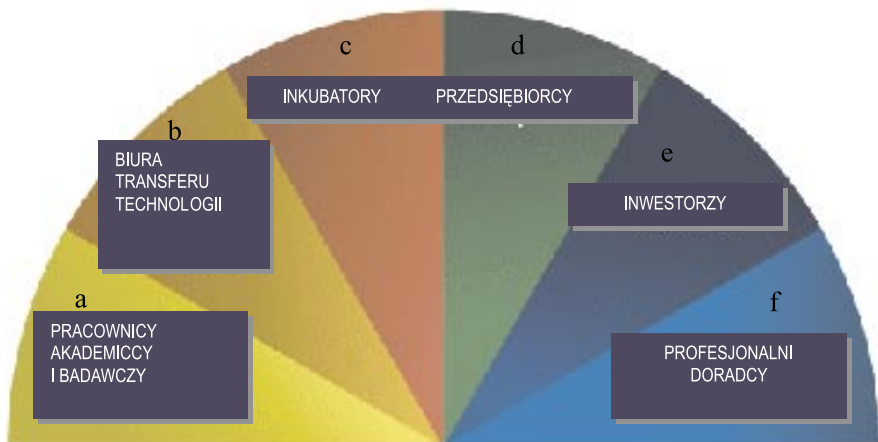 c
d
INKUBATORY PRZEDSIĘBIORCY
b
BIURA
TRANSFERU
TECHNOLOGII
e
INWESTORZY
a
PRACOWNICY
AKADEMICCY
I BADAWCZY
f
PROFESJONALNI
DORADCY